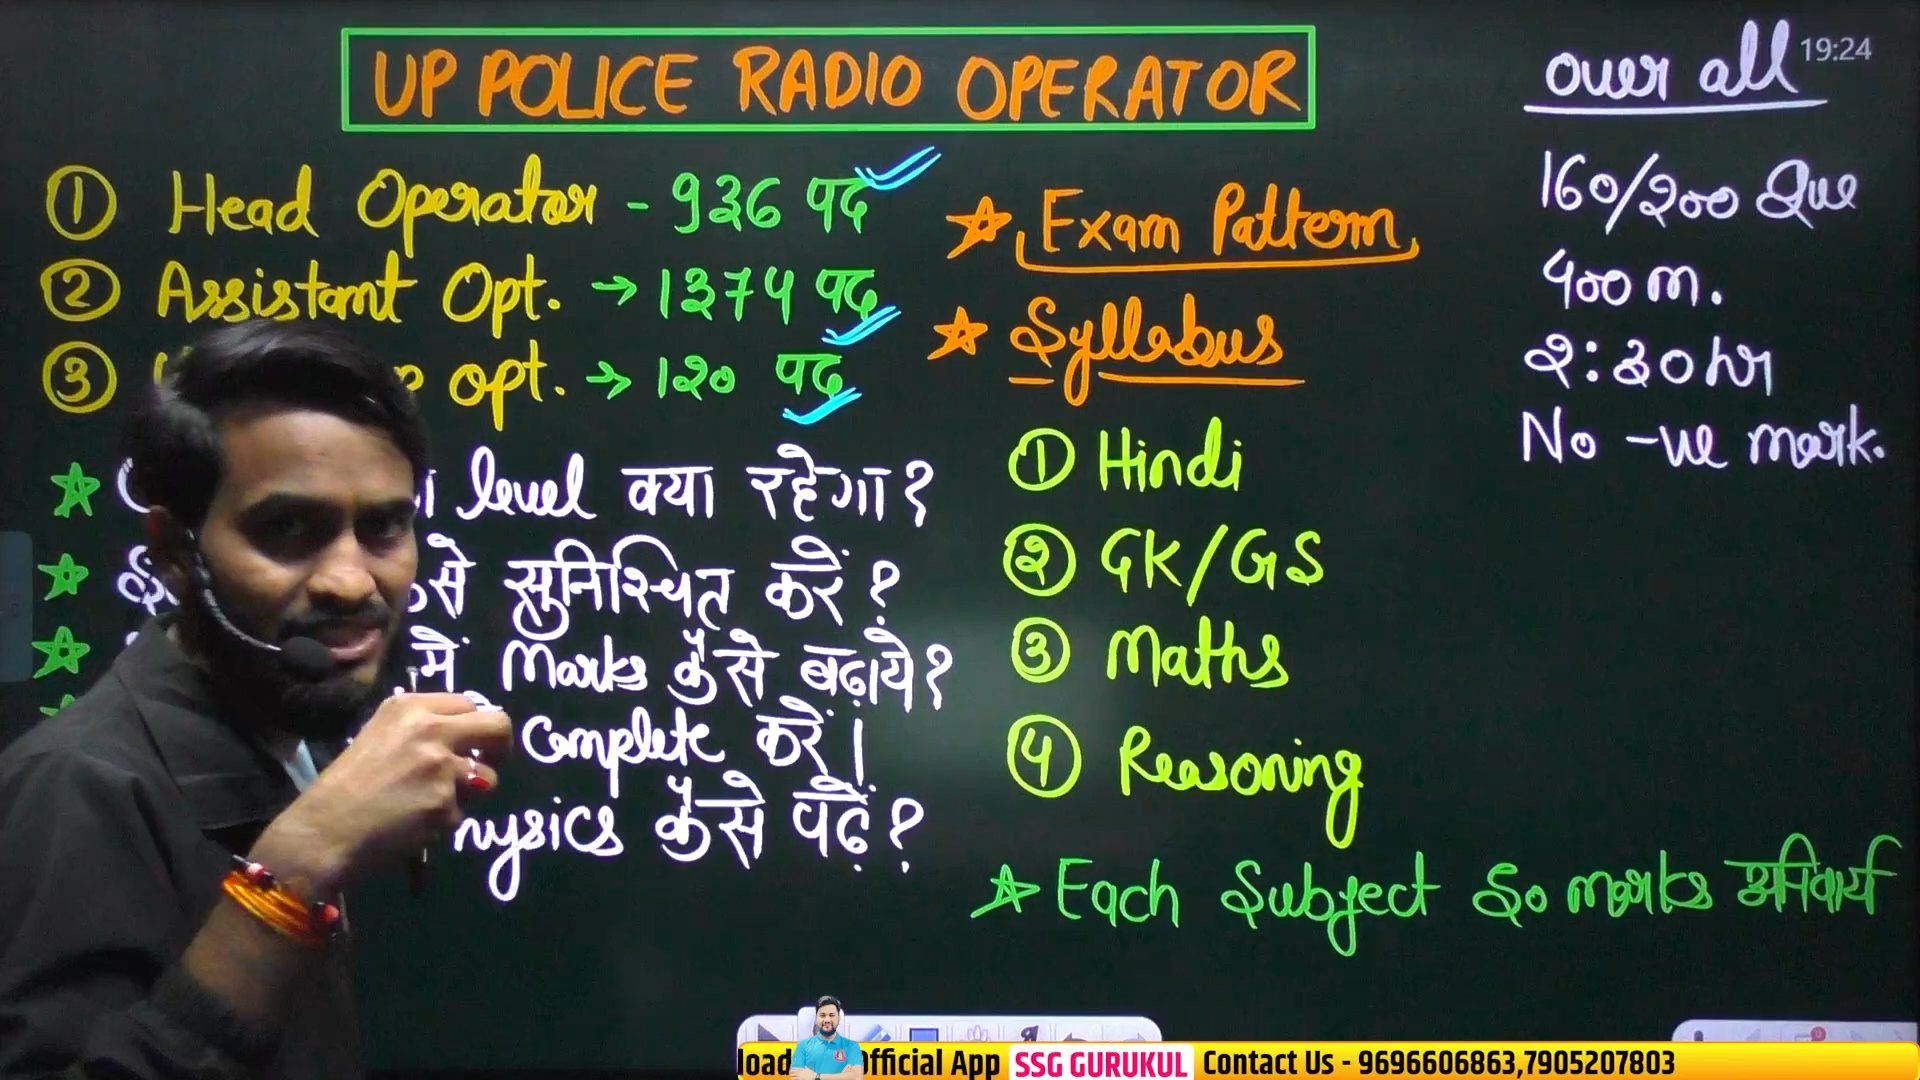 UP POLICE RADIO OPERATOR
① Head Operator - 936 पद
② Assistant Opt. → 1374 पद
③ opt. → 120 पद
level क्या रहेगा?
से सुनिश्चित करें?
में Marks कैसे बढ़ाये?
Complete करें।
कैसे पढ़ें?
Exam Pattern
Syllabus
① Hindi
② GK/GS
③ Maths
④ Reasoning
Each Subject 50 marks अनिवार्य
over all
19:24
160/200 Que
400 m.
2:30 hr
No -ve mark.
Official App SSG GURUKUL Contact Us - 9696606863,7905207803